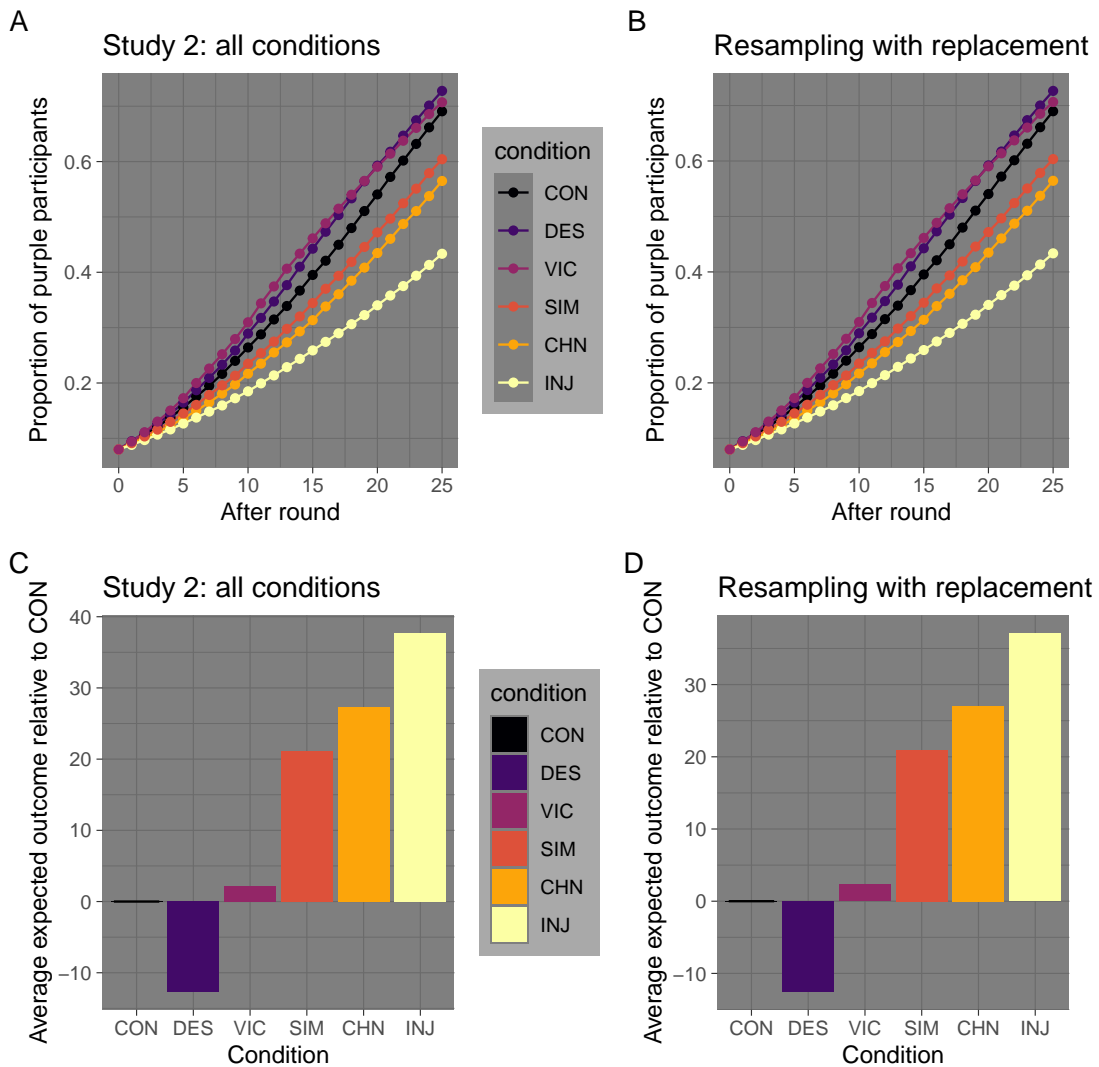 A
Study 2: all conditions
Proportion of purple participants
0.6
0.4
0.2
0
5
10
15
20
25
After round
condition
CON
DES
VIC
SIM
CHN
INJ
B
Resampling with replacement
Proportion of purple participants
0.6
0.4
0.2
0
5
10
15
20
25
After round
C
Study 2: all conditions
Average expected outcome relative to CON
40
30
20
10
0
−10
CON
DES
VIC
SIM
CHN
INJ
Condition
condition
CON
DES
VIC
SIM
CHN
INJ
D
Resampling with replacement
Average expected outcome relative to CON
30
20
10
0
−10
CON
DES
VIC
SIM
CHN
INJ
Condition